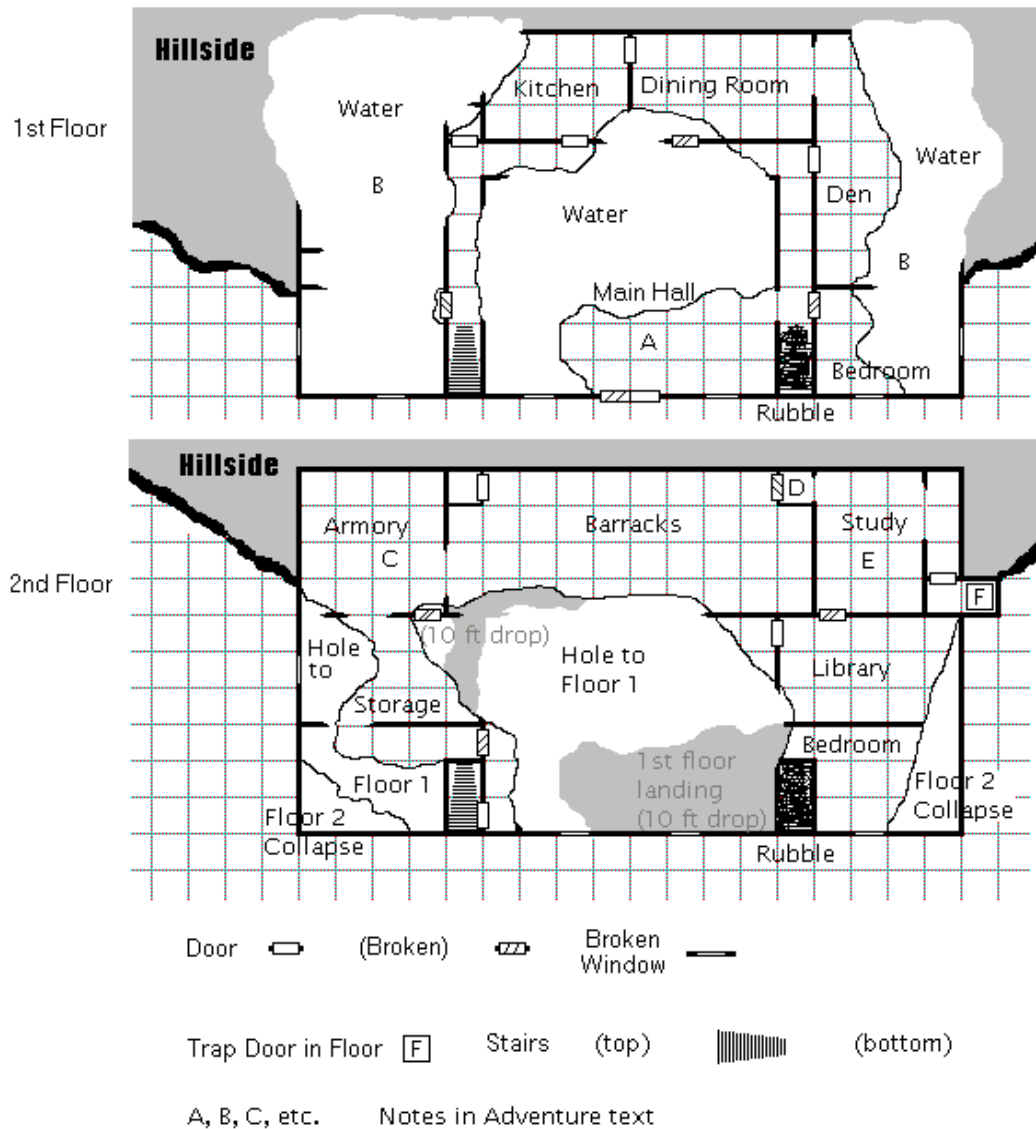 Hillside
Kitchen
Dining Room
Water
1st Floor
Water
B
Den
Water
B
Main Hall
A
Bedroom
Rubble
Hillside
Armory
Barracks
D
Study
C
E
2nd Floor
F
(10 ft drop)
Hole to
Hole to
Floor 1
Library
Storage
Bedroom
1st floor
landing
(10 ft drop)
Floor 1
Floor 2
Collapse
Floor 2
Collapse
Rubble
Door
(Broken)
Broken
Window
Trap Door in Floor
F
Stairs
(top)
(bottom)
A, B, C, etc.
Notes in Adventure text